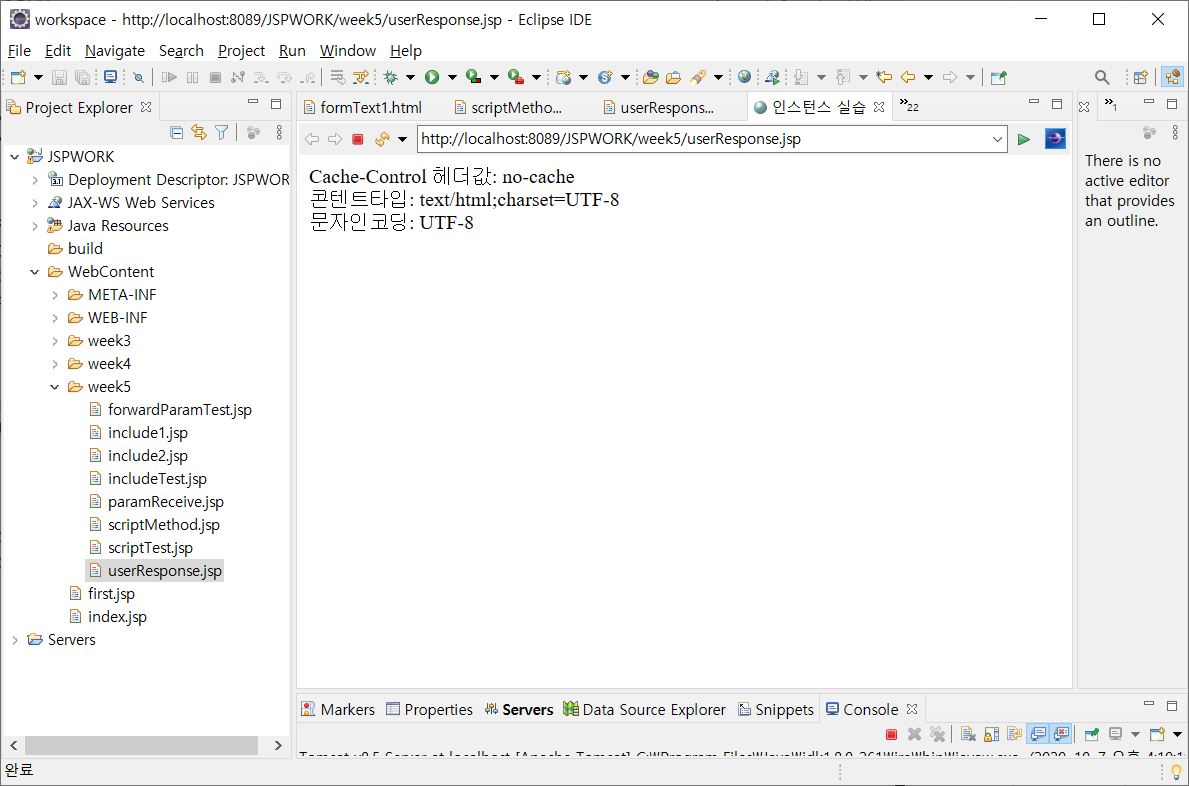 workspace - http://localhost:8089/JSPWORK/week5/userResponse.jsp - Eclipse IDE
File Edit Navigate Search Project Run Window Help
Project Explorer
formText1.html scriptMetho... userRespons... 인스턴스 실습 »22 »1
http://localhost:8089/JSPWORK/week5/userResponse.jsp
JSPWORK
Deployment Descriptor: JSPWOR
JAX-WS Web Services
Java Resources
build
WebContent
META-INF
WEB-INF
week3
week4
week5
forwardParamTest.jsp
include1.jsp
include2.jsp
includeTest.jsp
paramReceive.jsp
scriptMethod.jsp
scriptTest.jsp
userResponse.jsp
first.jsp
index.jsp
Servers
Cache-Control 헤더값: no-cache
콘텐트타입: text/html;charset=UTF-8
문자인코딩: UTF-8
There is no
active editor
that provides
an outline.
Markers Properties Servers Data Source Explorer Snippets Console
완료